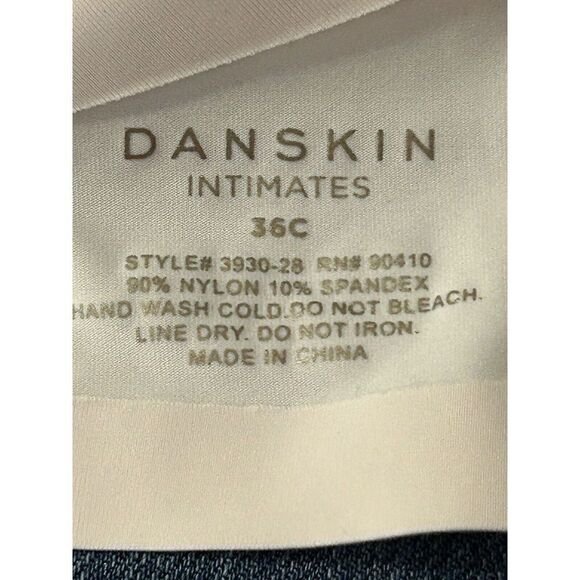 DANSKIN
INTIMATES
36C
STYLE# 3930-28 RN# 90410
90% NYLON 10% SPANDEX
HAND WASH COLD.DO NOT BLEACH.
LINE DRY. DO NOT IRON.
MADE IN CHINA